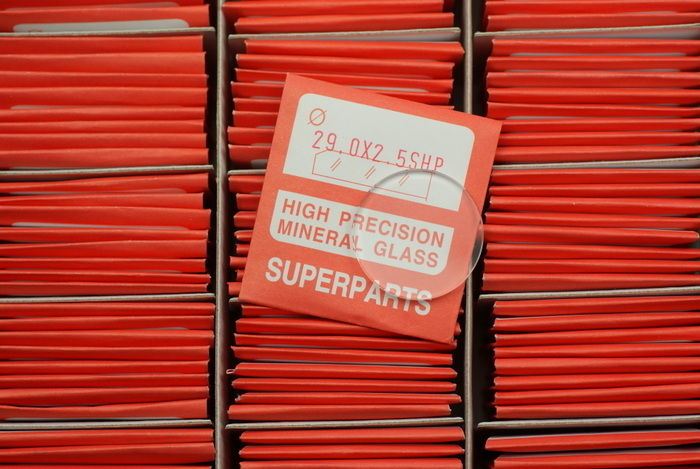 Ø
29.0X2.5SHP
HIGH PRECISION
MINERAL GLASS
SUPERPARTS